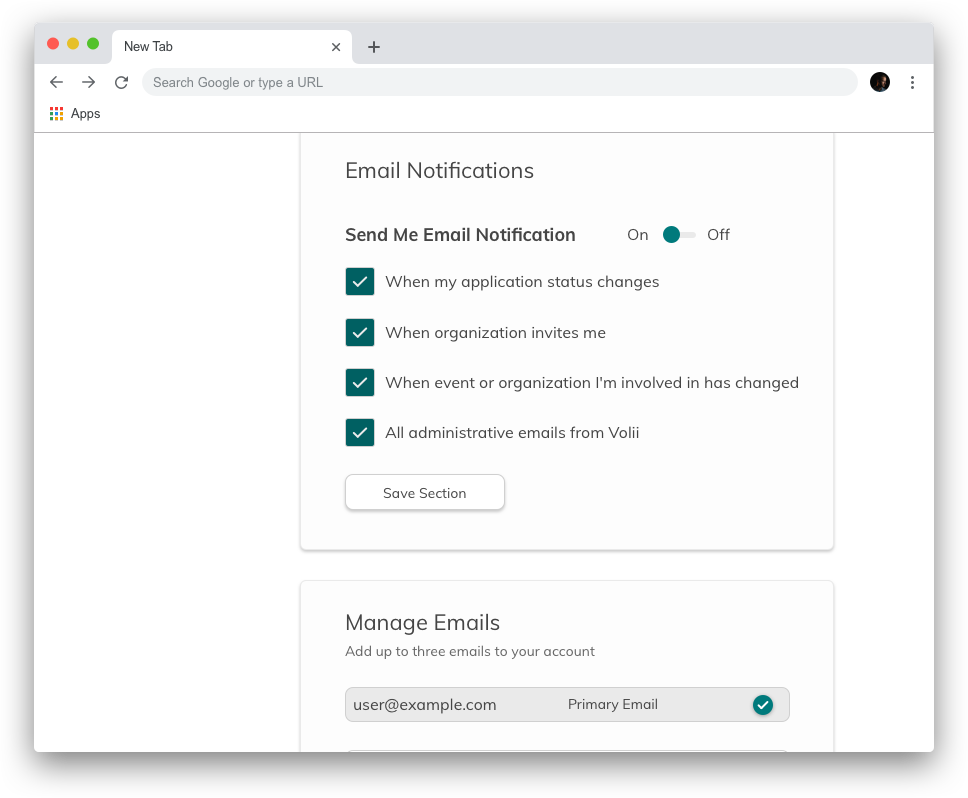 New Tab
Search Google or type a URL
Apps
Email Notifications
Send Me Email Notification On Off
When my application status changes
When organization invites me
When event or organization I'm involved in has changed
All administrative emails from Volii
Save Section
Manage Emails
Add up to three emails to your account
user@example.com Primary Email